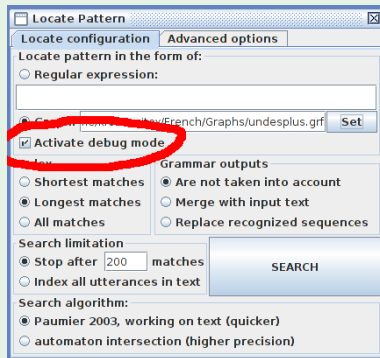 Locate Pattern
Locate configuration Advanced options
Locate pattern in the form of:
Regular expression:
French/Graphs/undesplus.grf Set
Activate debug mode
Grammar outputs
Shortest matches
Are not taken into account
Longest matches
Merge with input text
All matches
Replace recognized sequences
Search limitation
Stop after 200 matches
SEARCH
Index all utterances in text
Search algorithm:
Paumier 2003, working on text (quicker)
automaton intersection (higher precision)